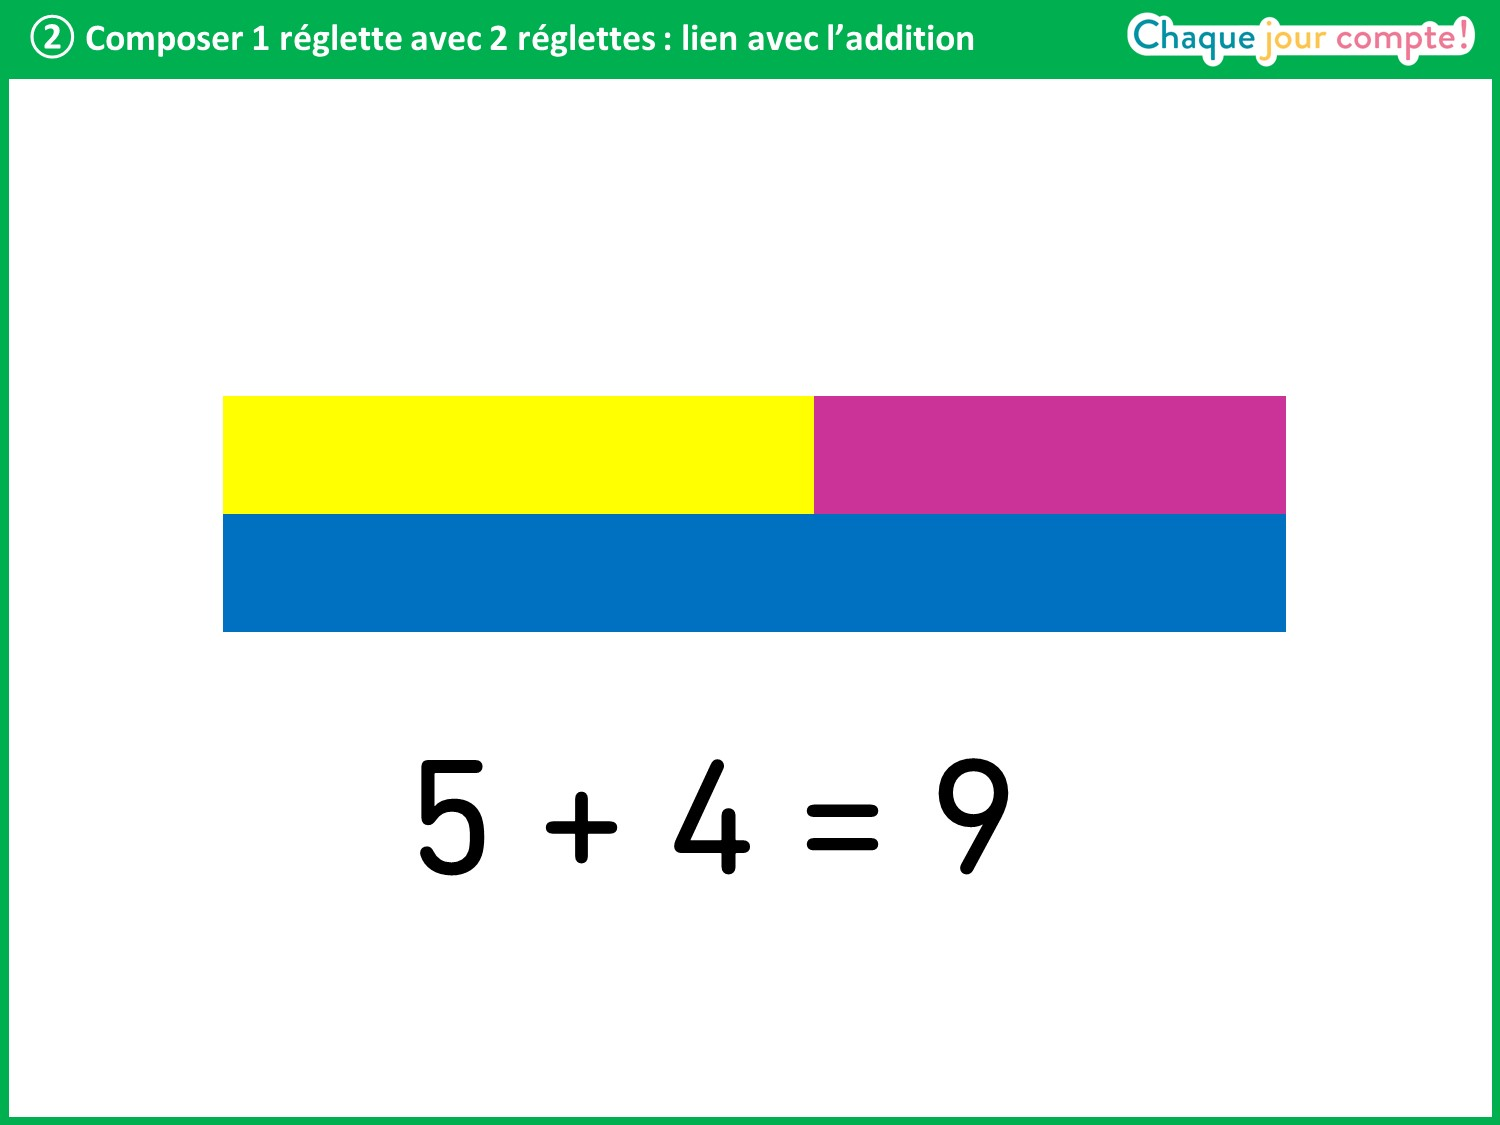 ② Composer 1 réglette avec 2 réglettes : lien avec l’addition
Chaque jour compte!
5 + 4 = 9